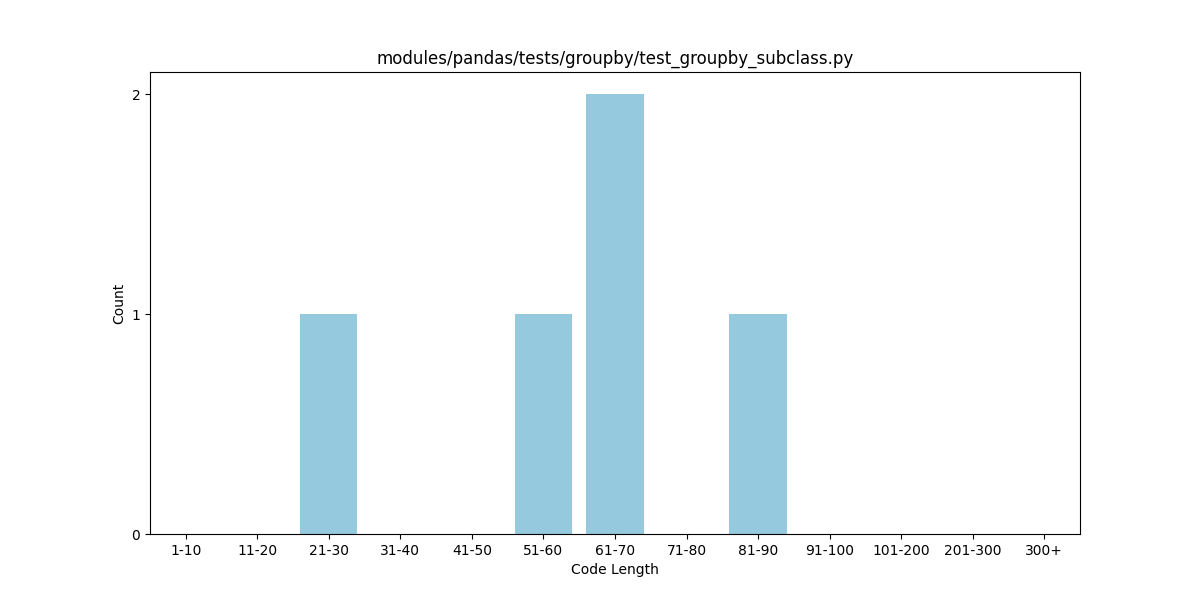 modules/pandas/tests/groupby/test_groupby_subclass.py
Count
2
1
0
1-10 11-20 21-30 31-40 41-50 51-60 61-70 71-80 81-90 91-100 101-200 201-300 300+
Code Length